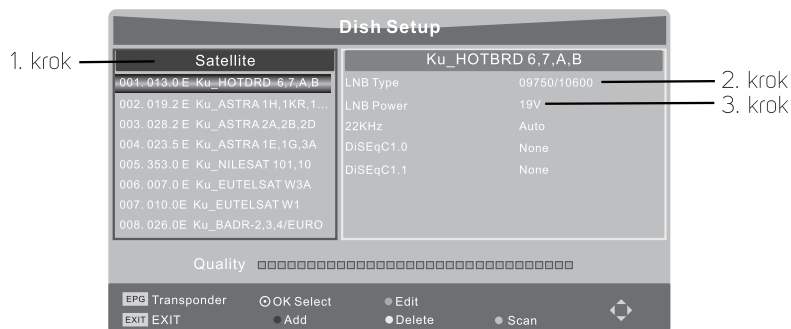 Dish Setup
1. krok
Satellite
001. 013.0 E Ku_HOTDRD 6,7,A,B
002. 019.2 E Ku_ASTRA 1H,1KR,1...
003. 028.2 E Ku_ASTRA 2A,2B,2D
004. 023.5 E Ku_ASTRA 1E,1G,3A
005. 353.0 E Ku_NILESAT 101,10
006. 007.0 E Ku_EUTELSAT W3A
007. 010.0E Ku_EUTELSAT W1
008. 026.0E Ku_BADR-2,3,4/EURO
Ku_HOTBRD 6,7,A,B
LNB Type 09750/10600
2. krok
LNB Power 19V
3. krok
22KHz Auto
DiSEqC1.0 None
DiSEqC1.1 None
Quality
EPG Transponder OK Select Edit
EXIT EXIT Add Delete Scan